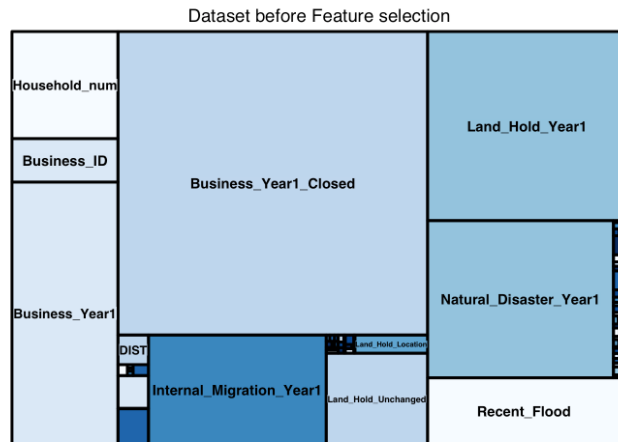 Dataset before Feature selection
Household_num
Business_ID
Business_Year1
Business_Year1_Closed
Land_Hold_Year1
Natural_Disaster_Year1
DIST
Internal_Migration_Year1
Land_Hold_Location
Land_Hold_Unchanged
Recent_Flood